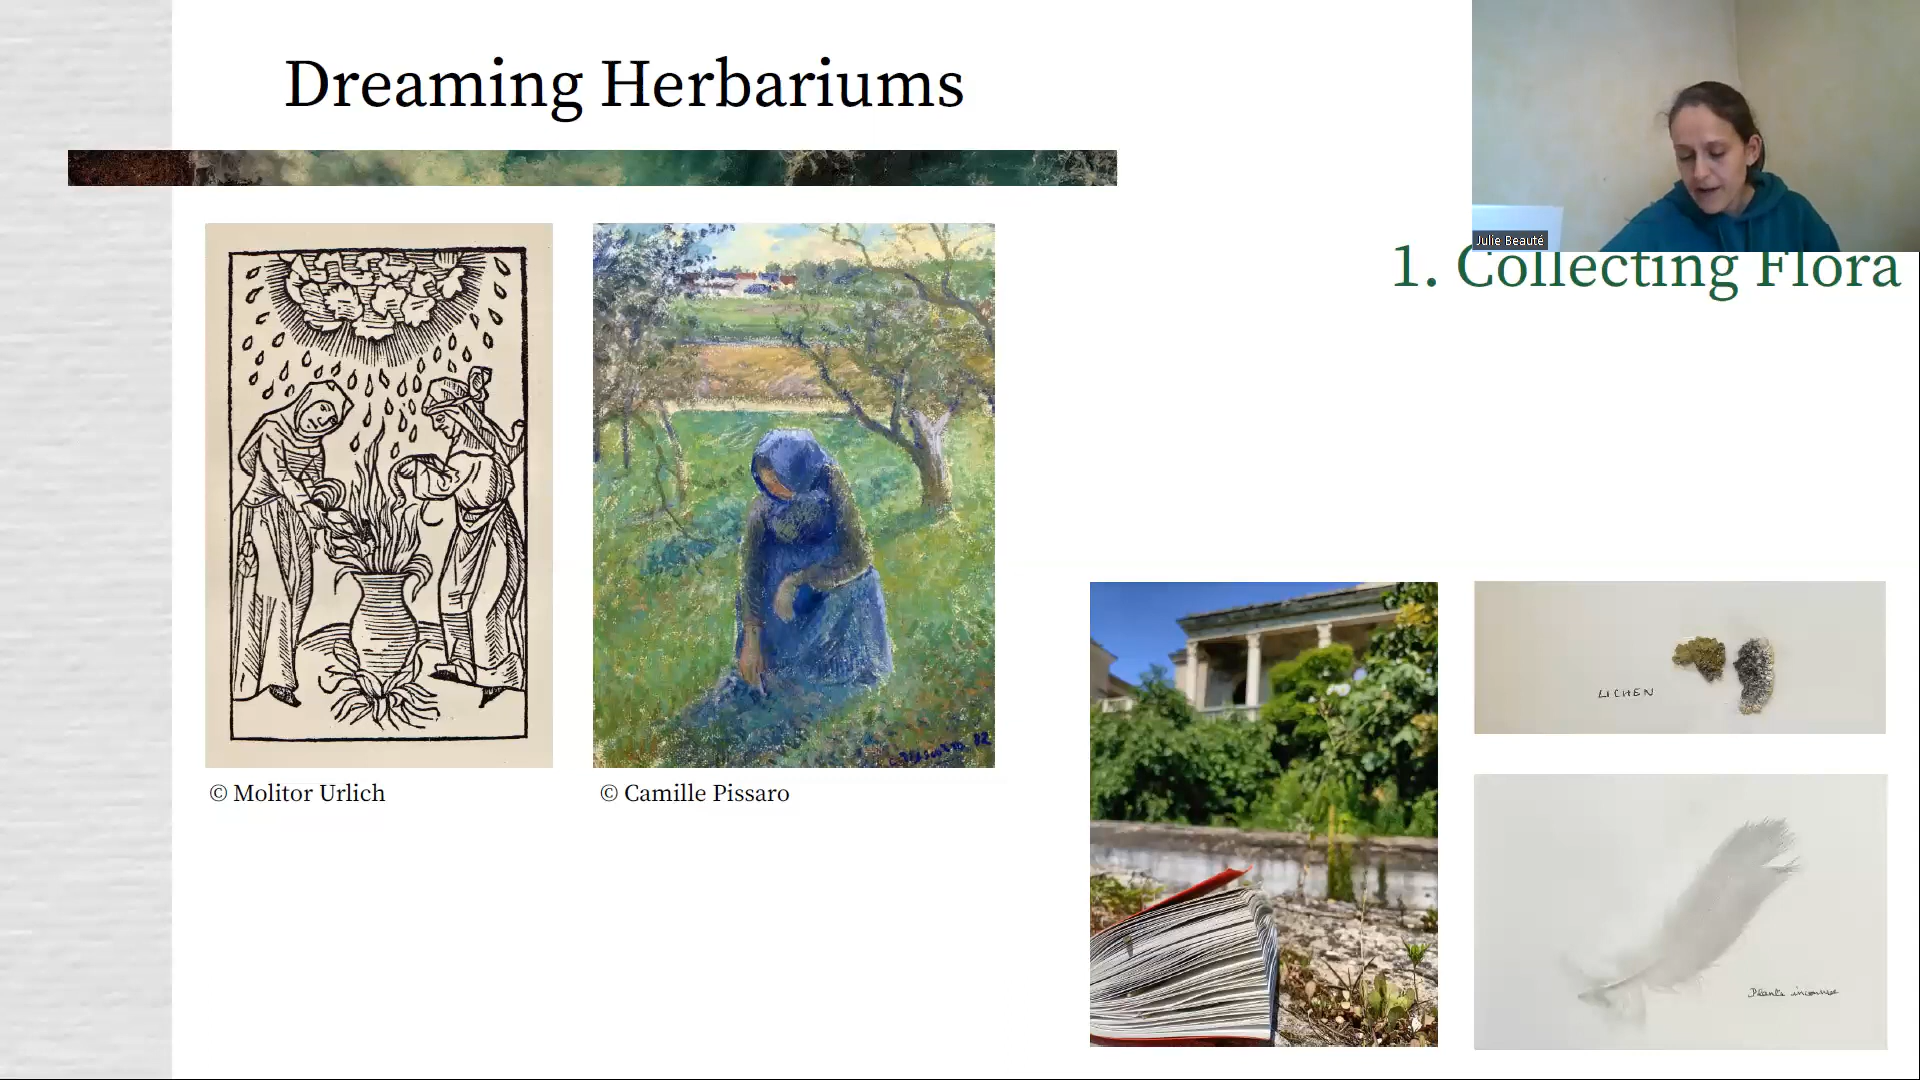 Dreaming Herbariums
Julie Beauté
1. Collecting Flora
LICHEN
© Molitor Urlich
© Camille Pissaro
Plante inconnue